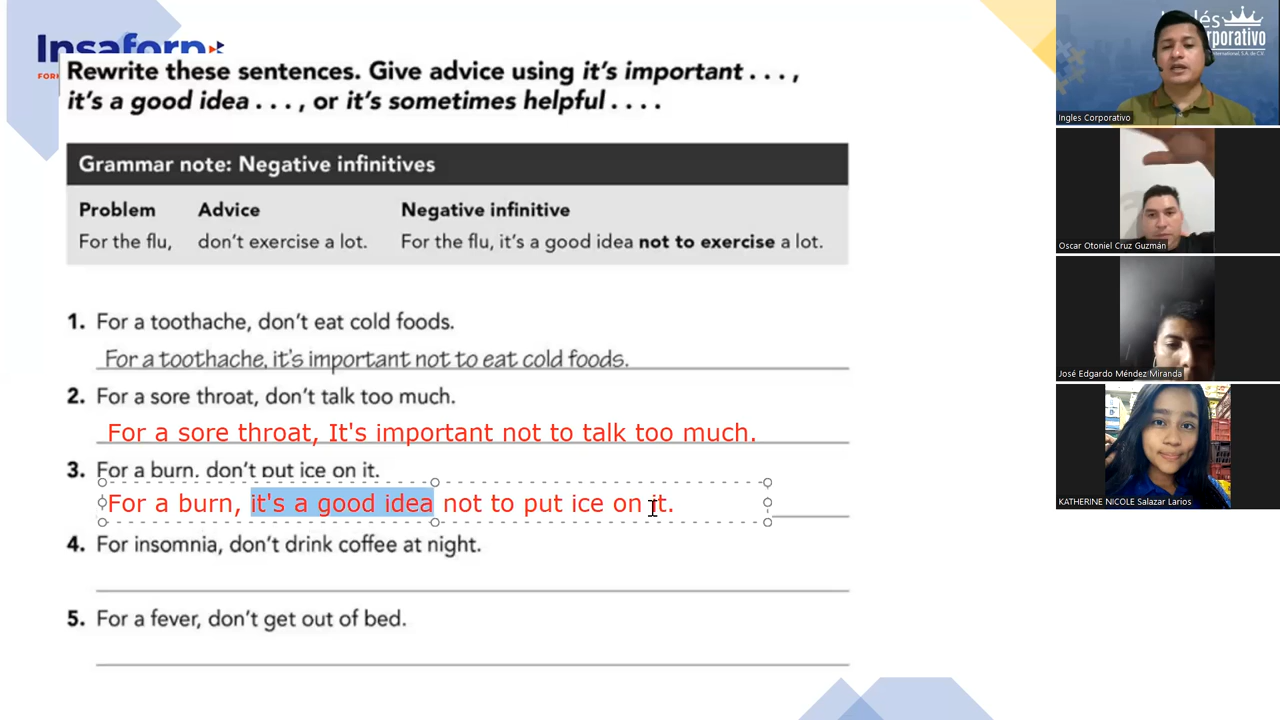 Insaforp
Rewrite these sentences. Give advice using it's important . . . ,
it's a good idea . . . , or it's sometimes helpful . . . .
Grammar note: Negative infinitives
Problem Advice Negative infinitive
For the flu, don't exercise a lot. For the flu, it's a good idea not to exercise a lot.
1. For a toothache, don't eat cold foods.
For a toothache, it's important not to eat cold foods.
2. For a sore throat, don't talk too much.
For a sore throat, It's important not to talk too much.
3. For a burn, don't put ice on it.
For a burn, it's a good idea not to put ice on it.
4. For insomnia, don't drink coffee at night.
5. For a fever, don't get out of bed.
Ingles Corporativo
Oscar Otoniel Cruz Guzmán
José Edgardo Méndez Miranda
KATHERINE NICOLE Salazar Larios